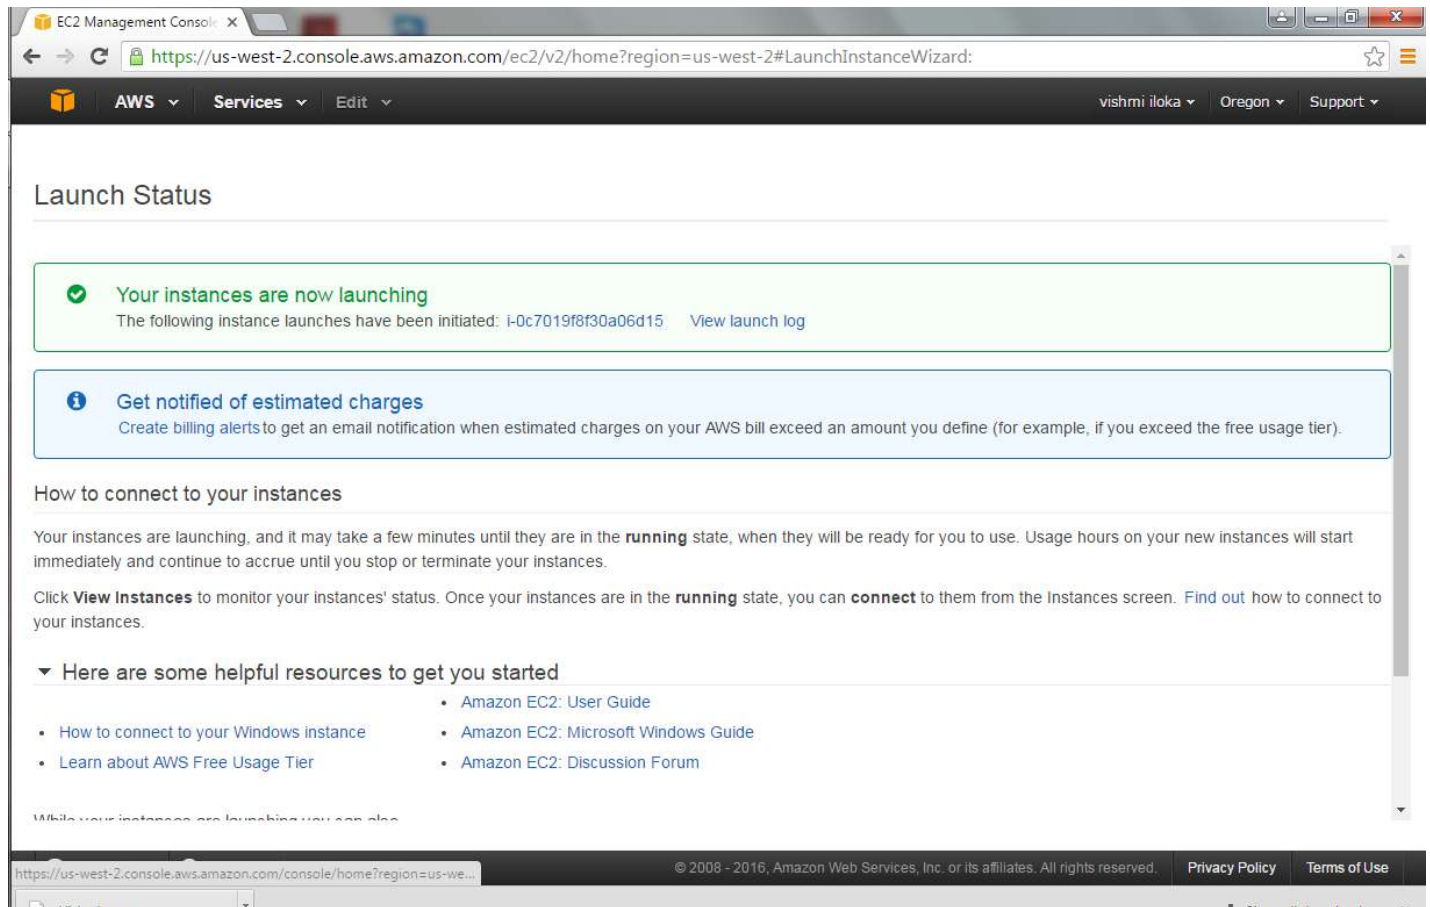 EC2 Management Console
https://us-west-2.console.aws.amazon.com/ec2/v2/home?region=us-west-2#LaunchInstanceWizard:
AWS Services Edit vishmi iloka Oregon Support
Launch Status
Your instances are now launching
The following instance launches have been initiated: i-0c7019f8f30a06d15 View launch log
Get notified of estimated charges
Create billing alerts to get an email notification when estimated charges on your AWS bill exceed an amount you define (for example, if you exceed the free usage tier).
How to connect to your instances
Your instances are launching, and it may take a few minutes until they are in the running state, when they will be ready for you to use. Usage hours on your new instances will start
immediately and continue to accrue until you stop or terminate your instances.
Click View Instances to monitor your instances' status. Once your instances are in the running state, you can connect to them from the Instances screen. Find out how to connect to
your instances.
Here are some helpful resources to get you started
• Amazon EC2: User Guide
• How to connect to your Windows instance • Amazon EC2: Microsoft Windows Guide
• Learn about AWS Free Usage Tier • Amazon EC2: Discussion Forum
While your instances are launching you can also
© 2008 - 2016, Amazon Web Services, Inc. or its affiliates. All rights reserved. Privacy Policy Terms of Use
https://us-west-2.console.aws.amazon.com/console/home?region=us-we...